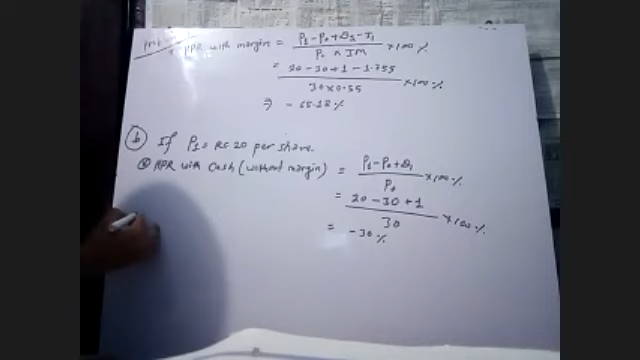 HPR with margin = P₁ - P₀ + D₁ - I₁ / P₀ × IM × 100 %
= 20 - 30 + 1 - 1.755 / 30 × 0.55 × 100 %
⇒ - 65.18 %
(b) If P₁ = Rs 20 per share.
HPR with Cash (without margin) = P₁ - P₀ + D₁ / P₀ × 100 %
= 20 - 30 + 1 / 30 × 100 %
= - 30 %